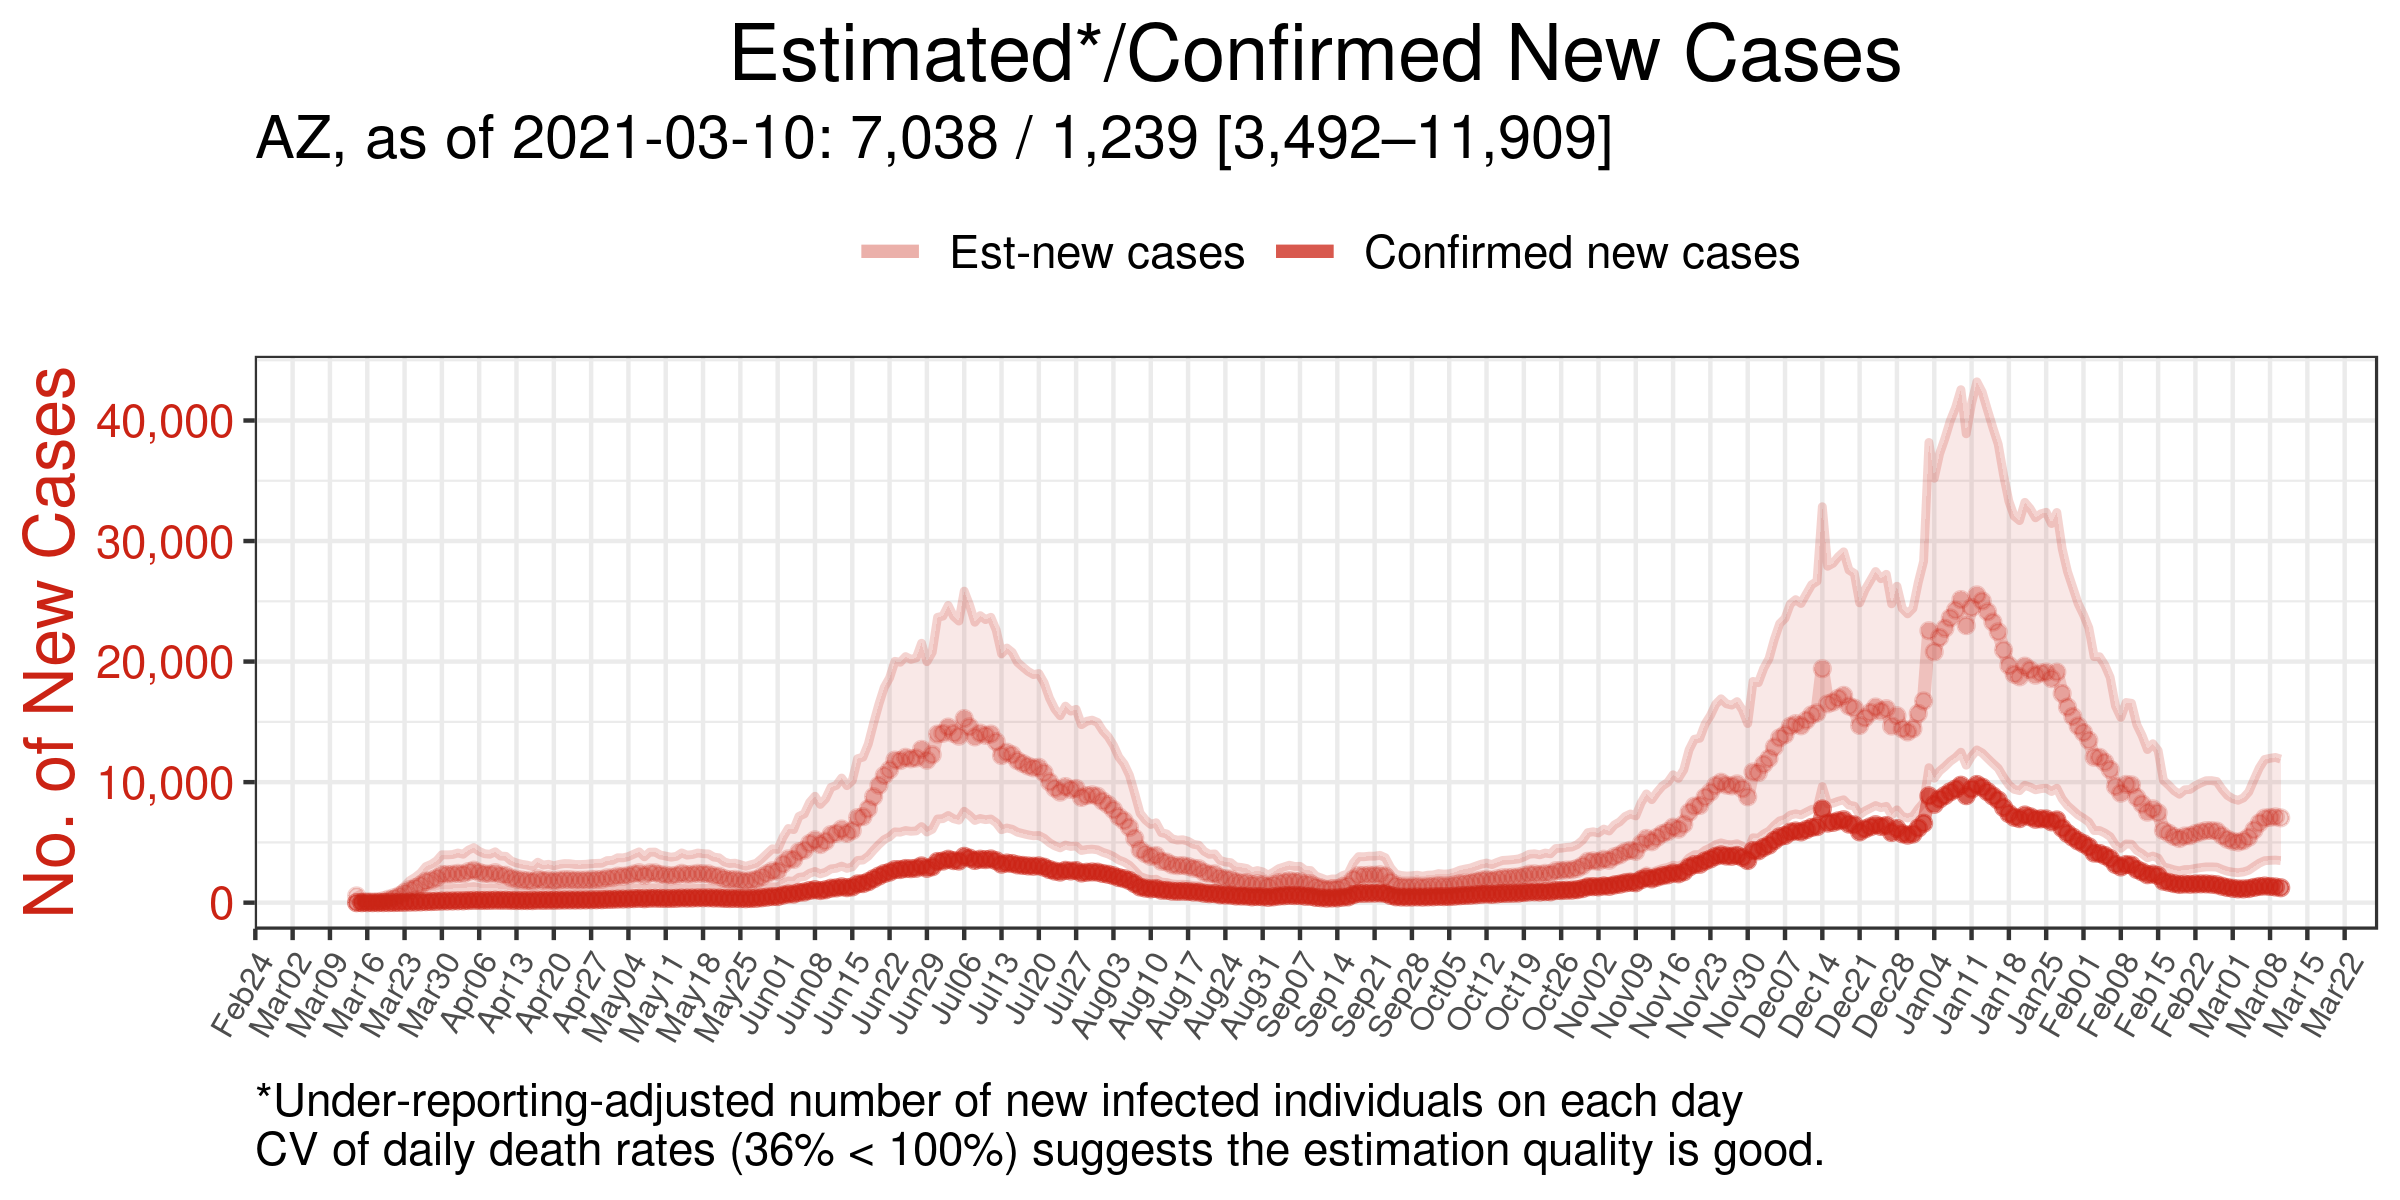 Estimated*/Confirmed New Cases
AZ, as of 2021-03-10: 7,038 / 1,239 [3,492–11,909]
Est-new cases Confirmed new cases
No. of New Cases
40,000
30,000
20,000
10,000
0
Feb24 Mar02 Mar09 Mar16 Mar23 Mar30 Apr06 Apr13 Apr20 Apr27 May04 May11 May18 May25 Jun01 Jun08 Jun15 Jun22 Jun29 Jul06 Jul13 Jul20 Jul27 Aug03 Aug10 Aug17 Aug24 Aug31 Sep07 Sep14 Sep21 Sep28 Oct05 Oct12 Oct19 Oct26 Nov02 Nov09 Nov16 Nov23 Nov30 Dec07 Dec14 Dec21 Dec28 Jan04 Jan11 Jan18 Jan25 Feb01 Feb08 Feb15 Feb22 Mar01 Mar08 Mar15 Mar22
*Under-reporting-adjusted number of new infected individuals on each day
CV of daily death rates (36% < 100%) suggests the estimation quality is good.